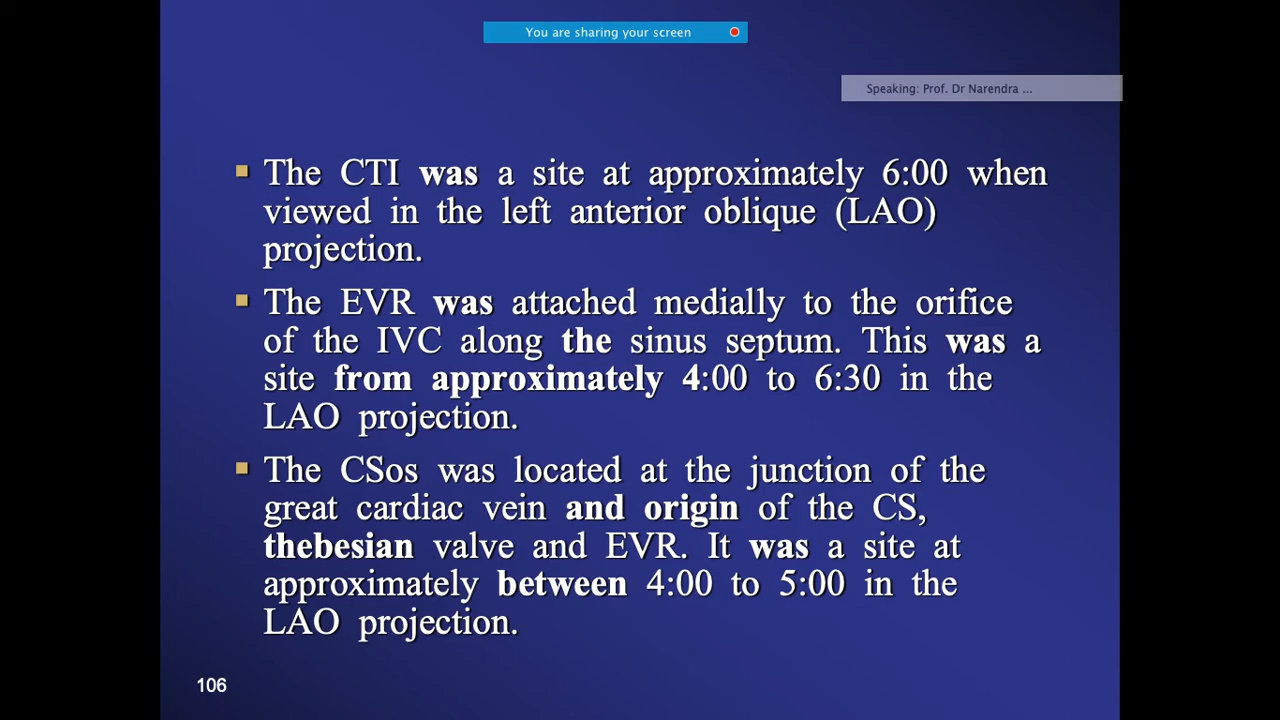 You are sharing your screen
Speaking: Prof. Dr Narendra ...
The CTI was a site at approximately 6:00 when
viewed in the left anterior oblique (LAO)
projection.
The EVR was attached medially to the orifice
of the IVC along the sinus septum. This was a
site from approximately 4:00 to 6:30 in the
LAO projection.
The CSos was located at the junction of the
great cardiac vein and origin of the CS,
thebesian valve and EVR. It was a site at
approximately between 4:00 to 5:00 in the
LAO projection.
106